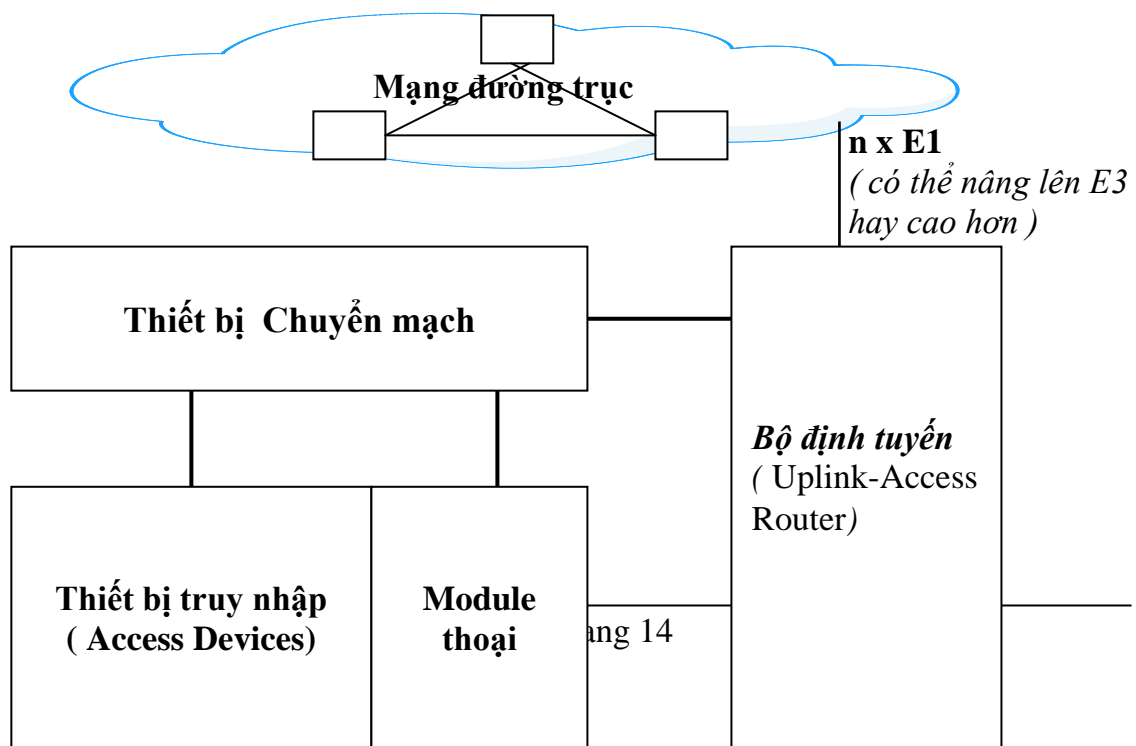 Mạng đường trục
n x E1
( có thể nâng lên E3
hay cao hơn )
Thiết bị Chuyển mạch
Bộ định tuyến
( Uplink-Access
Router)
Thiết bị truy nhập
( Access Devices)
Module
thoại
ang 14